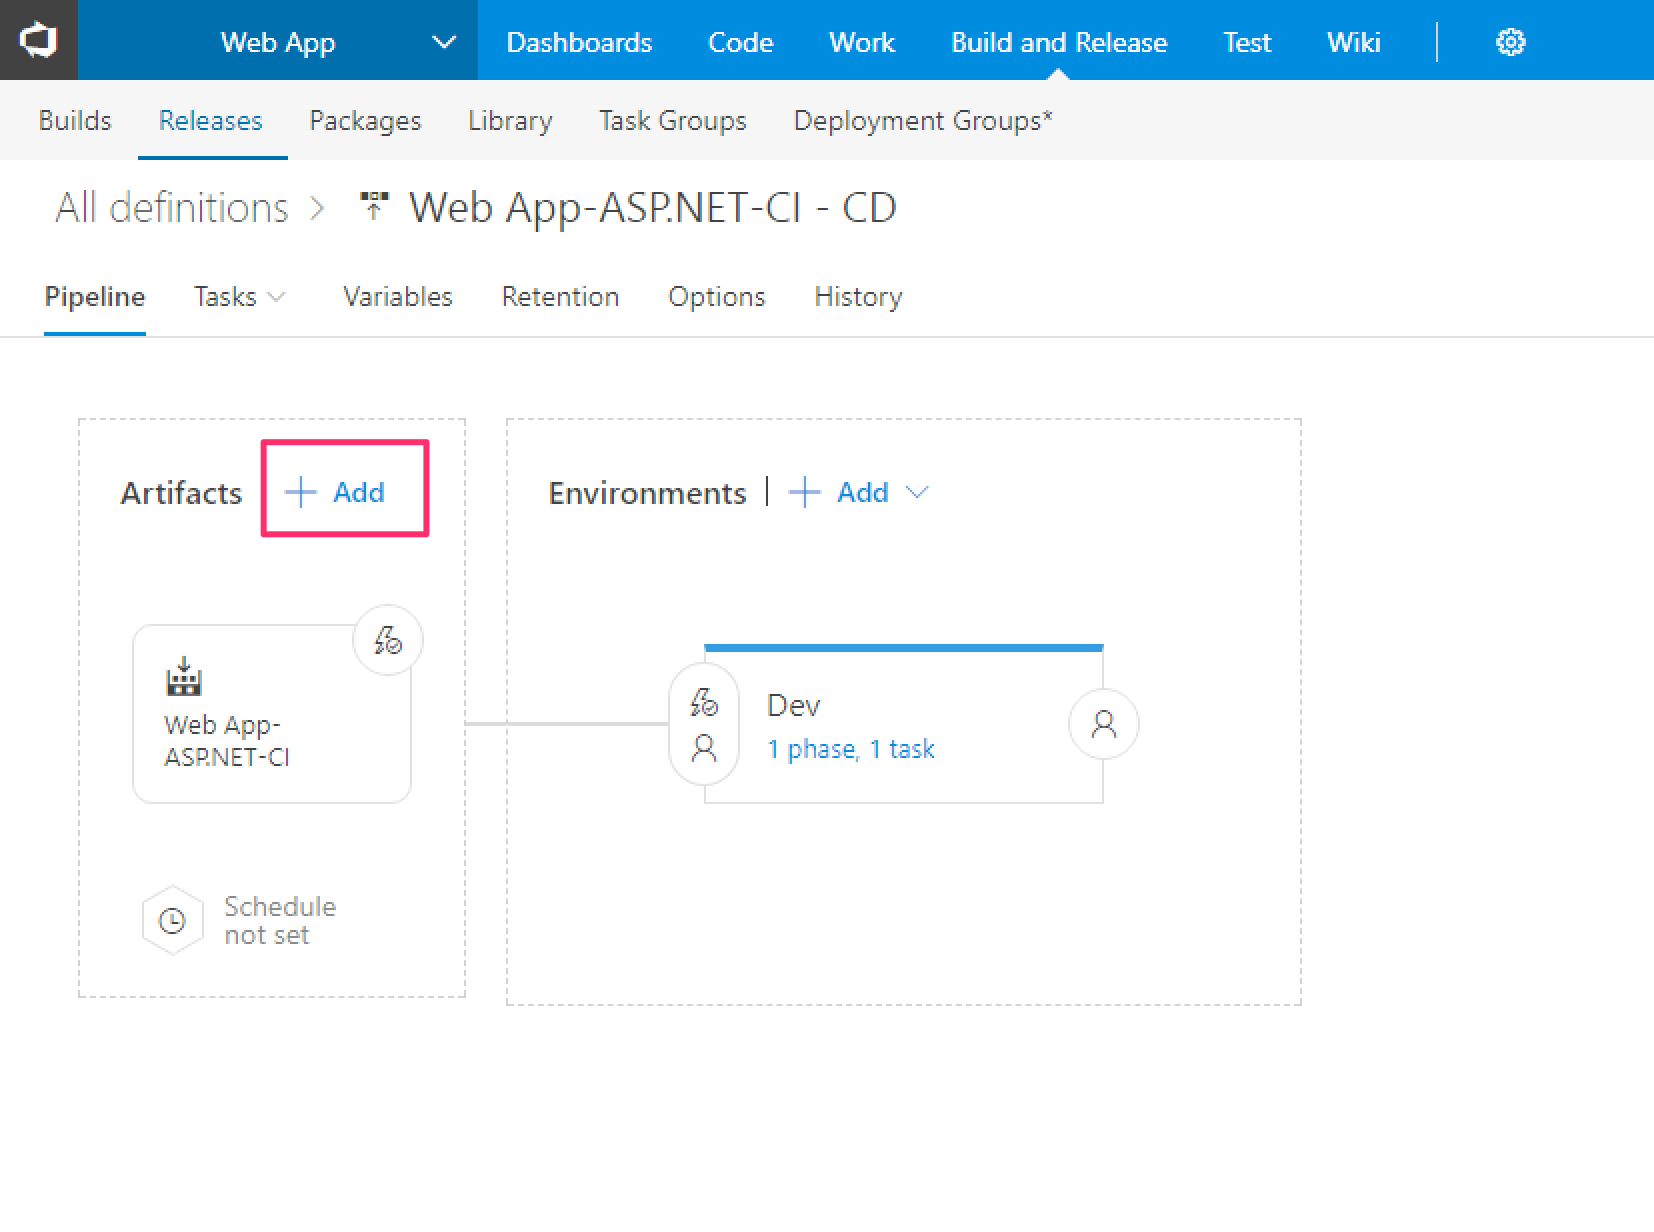 Web App Dashboards Code Work Build and Release Test Wiki
Builds Releases Packages Library Task Groups Deployment Groups*
All definitions > Web App-ASP.NET-CI - CD
Pipeline Tasks Variables Retention Options History
Artifacts + Add
Environments | + Add
Web App-
ASP.NET-CI
Dev
1 phase, 1 task
Schedule
not set